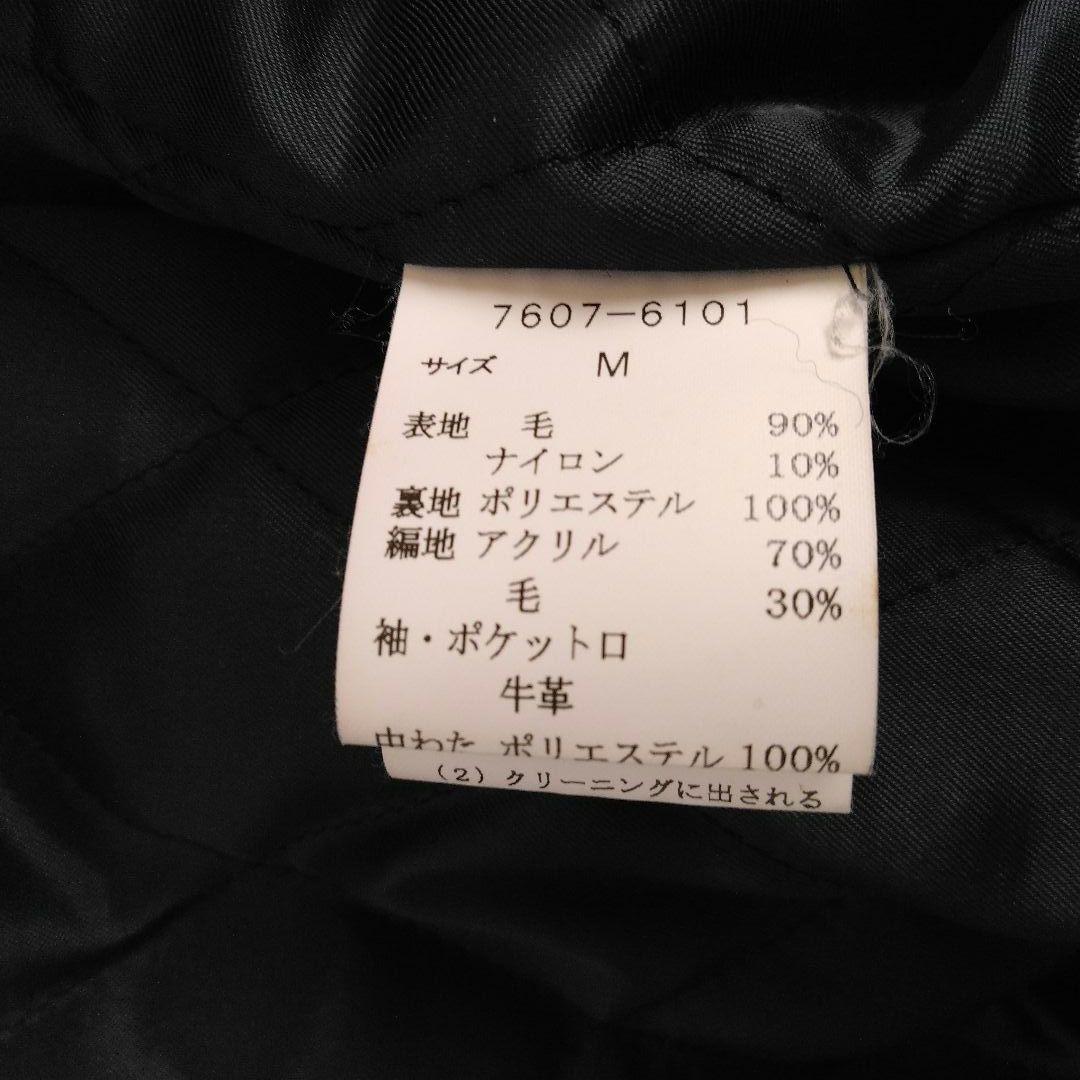 7607-6101
サイズ M
表地 毛 90%
ナイロン 10%
裏地 ポリエステル 100%
編地 アクリル 70%
毛 30%
袖・ポケット口
牛革
中わた ポリエステル 100%
(2) クリーニングに出される